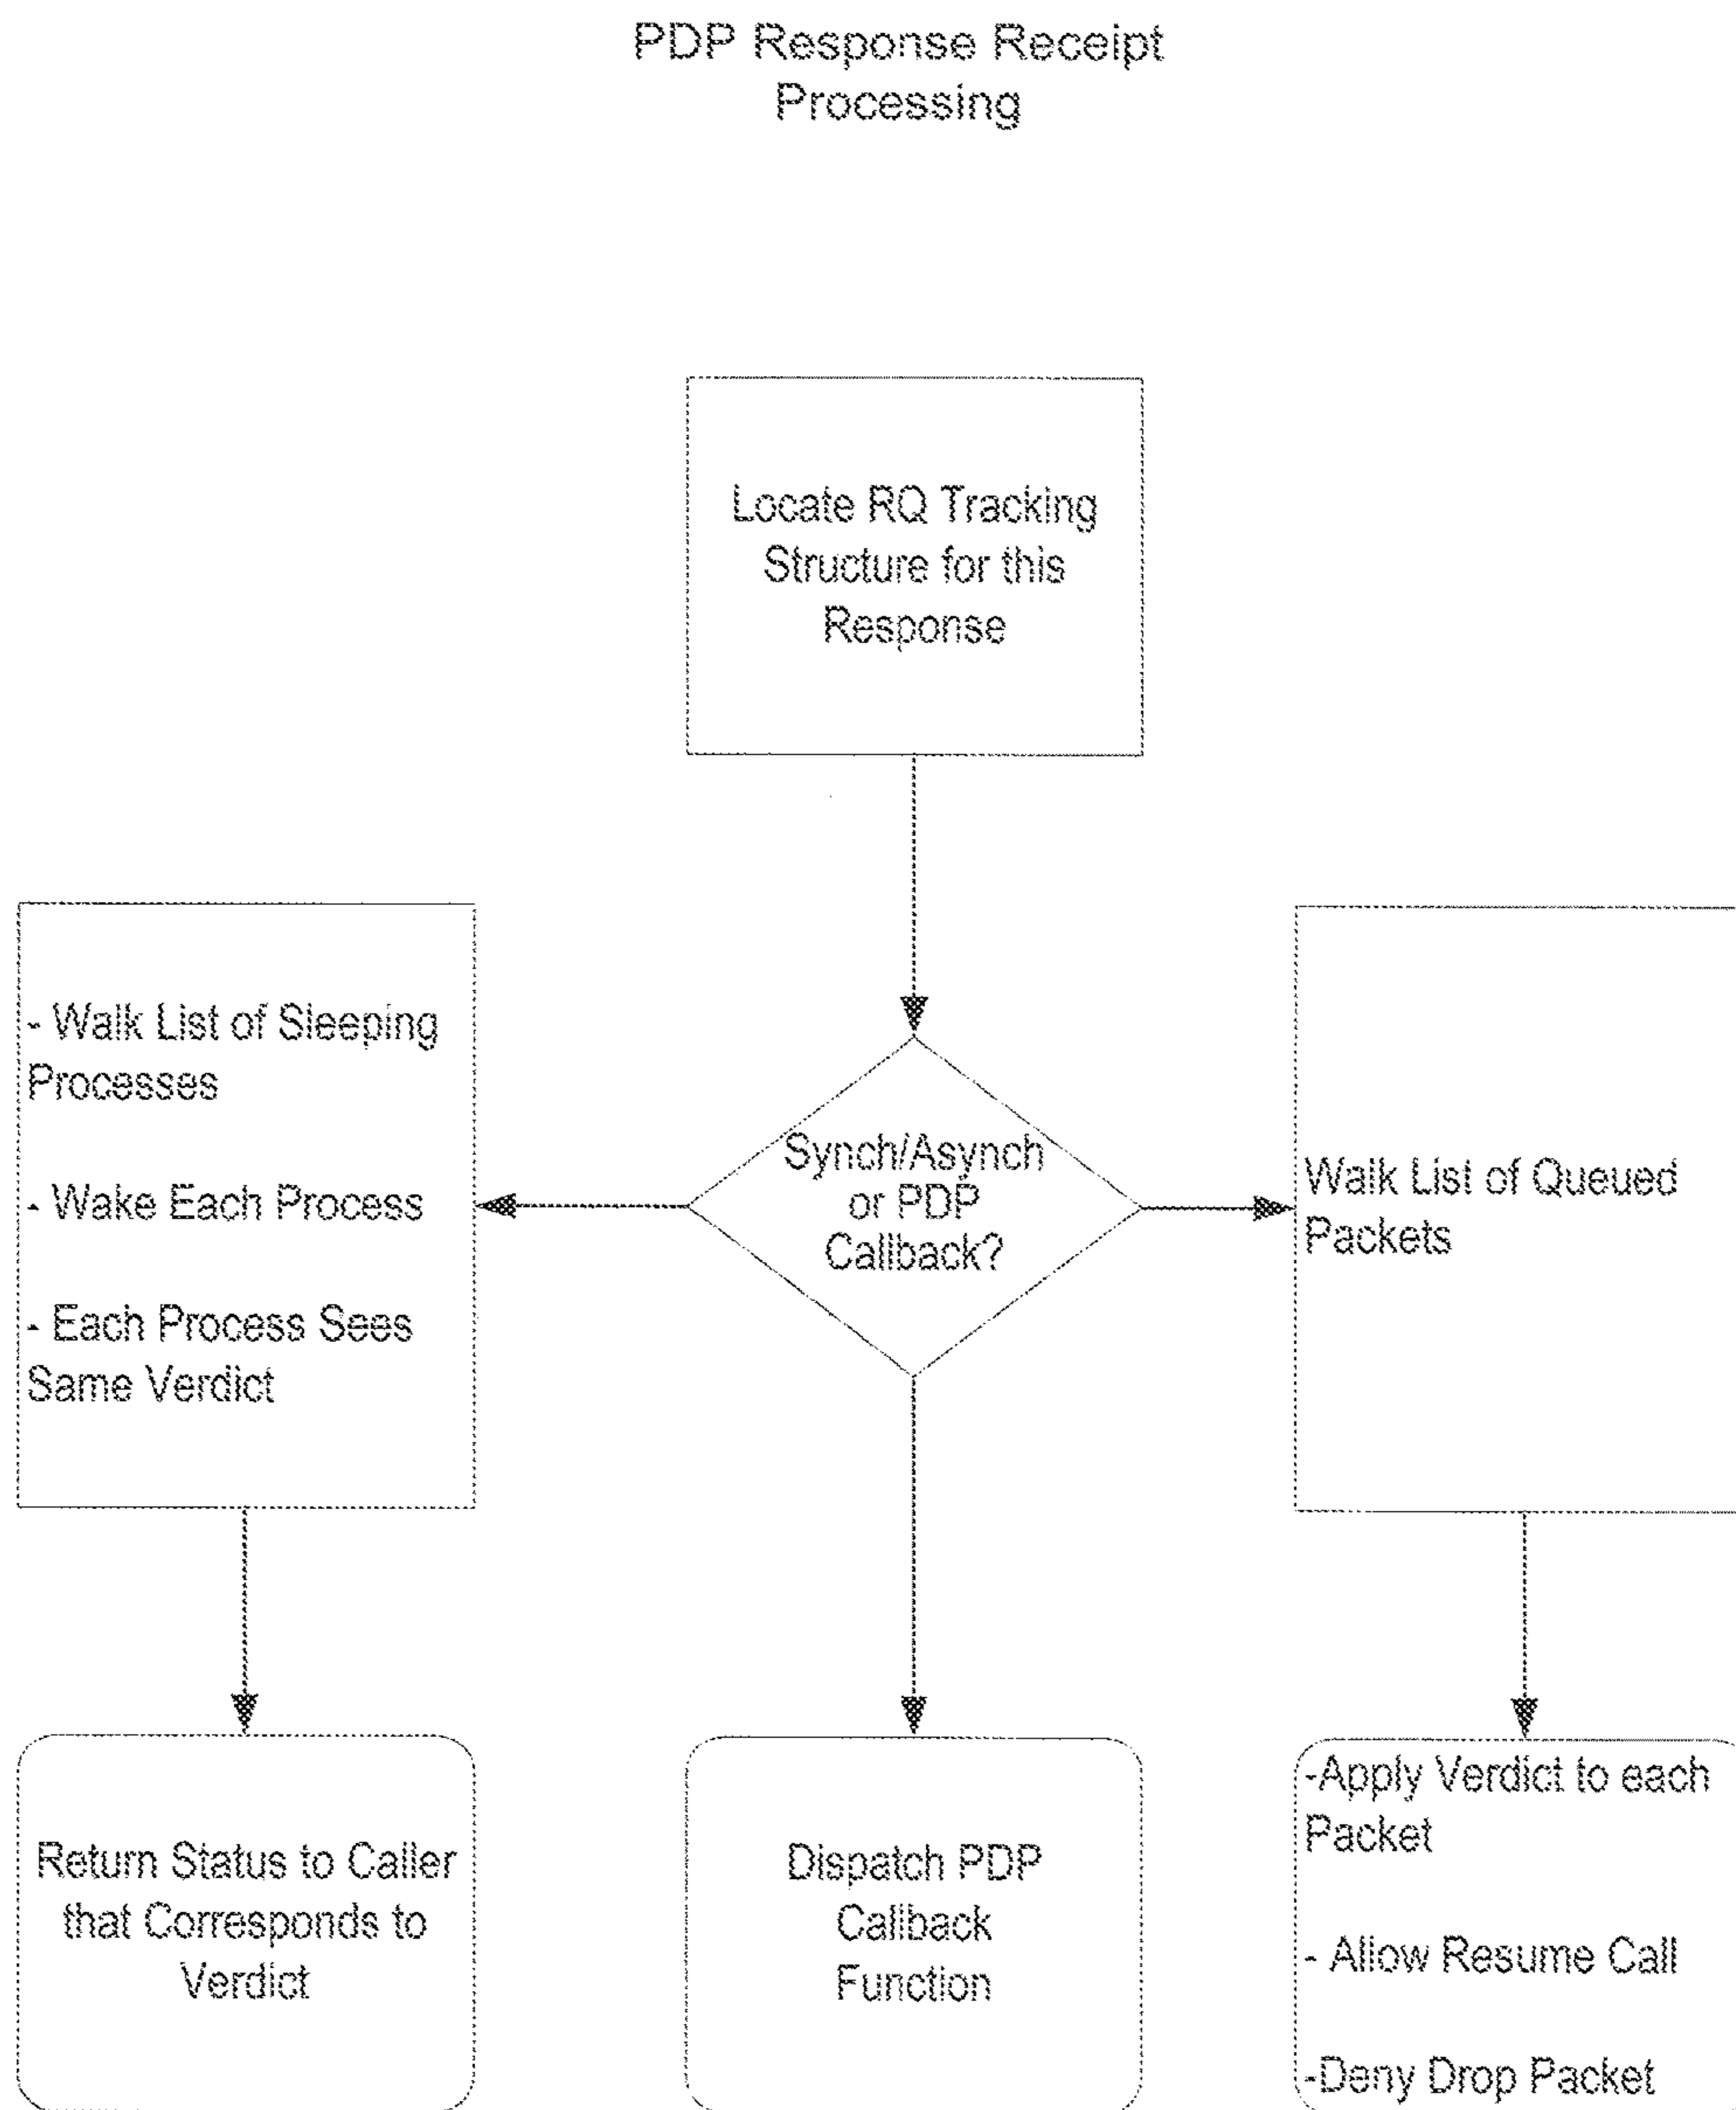 PDP Response Receipt
Processing
Locate RQ Tracking
Structure for this
Response
- Walk List of Sleeping
Processes
- Wake Each Process
- Each Process Sees
Same Verdict
Synch/Asynch
or PDP
Callback?
Walk List of Queued
Packets
Return Status to Caller
that Corresponds to
Verdict
Dispatch PDP
Callback
Function
-Apply Verdict to each
Packet
- Allow Resume Call
-Deny Drop Packet